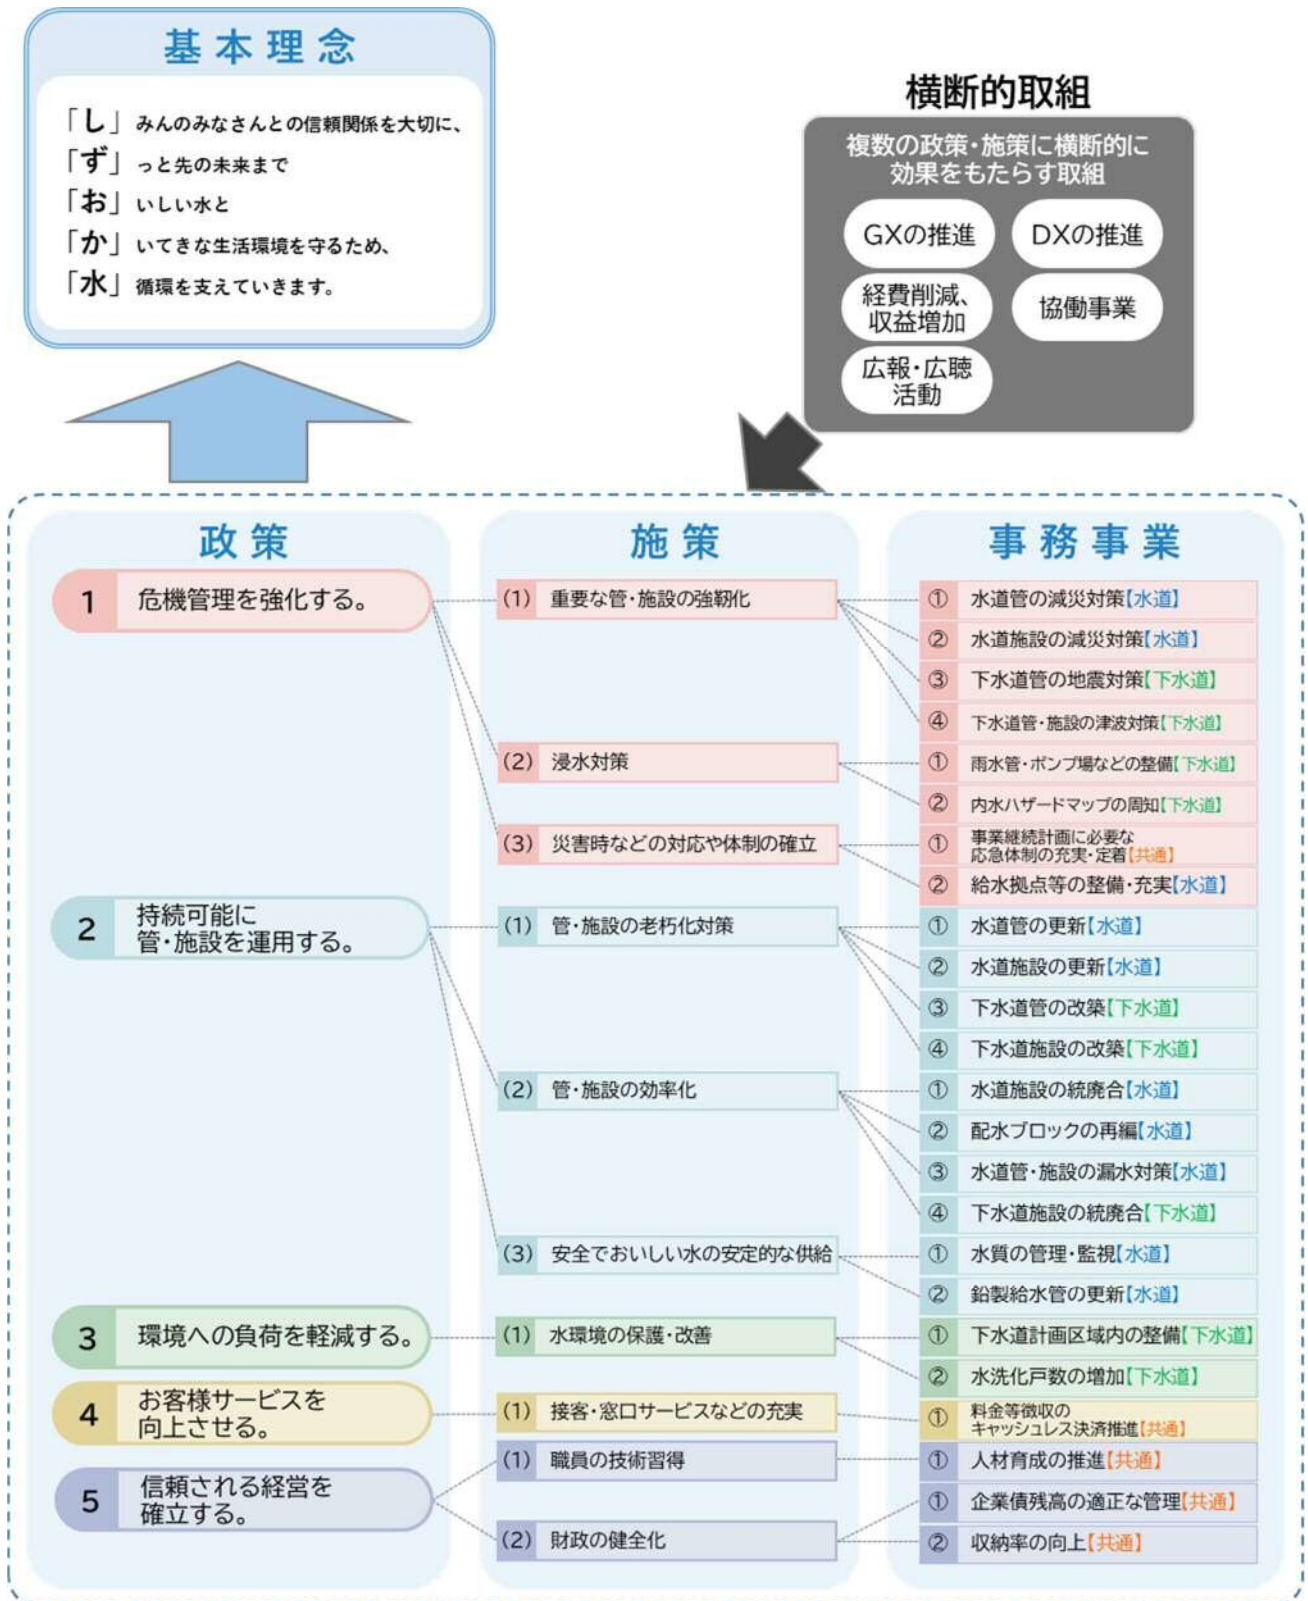 基本理念
「し」みんのみなさんとの信頼関係を大切に、
「ず」っと先の未来まで
「お」いしい水と
「か」いてきな生活環境を守るため、
「水」循環を支えていきます。
横断的取組
複数の政策・施策に横断的に
効果をもたらす取組
GXの推進
DXの推進
経費削減、
収益増加
協働事業
広報・広聴
活動
政策
施策
事務事業
1 危機管理を強化する。
(1) 重要な管・施設の強靭化
① 水道管の減災対策【水道】
② 水道施設の減災対策【水道】
③ 下水道管の地震対策【下水道】
④ 下水道管・施設の津波対策【下水道】
(2) 浸水対策
① 雨水管・ポンプ場などの整備【下水道】
② 内水ハザードマップの周知【下水道】
(3) 災害時などの対応や体制の確立
① 事業継続計画に必要な
応急体制の充実・定着【共通】
② 給水拠点等の整備・充実【水道】
2 持続可能に
管・施設を運用する。
(1) 管・施設の老朽化対策
① 水道管の更新【水道】
② 水道施設の更新【水道】
③ 下水道管の改築【下水道】
④ 下水道施設の改築【下水道】
(2) 管・施設の効率化
① 水道施設の統廃合【水道】
② 配水ブロックの再編【水道】
③ 水道管・施設の漏水対策【水道】
④ 下水道施設の統廃合【下水道】
(3) 安全でおいしい水の安定的な供給
① 水質の管理・監視【水道】
② 鉛製給水管の更新【水道】
3 環境への負荷を軽減する。
(1) 水環境の保護・改善
① 下水道計画区域内の整備【下水道】
② 水洗化戸数の増加【下水道】
4 お客様サービスを
向上させる。
(1) 接客・窓口サービスなどの充実
① 料金等徴収の
キャッシュレス決済推進【共通】
5 信頼される経営を
確立する。
(1) 職員の技術習得
① 人材育成の推進【共通】
(2) 財政の健全化
① 企業債残高の適正な管理【共通】
② 収納率の向上【共通】